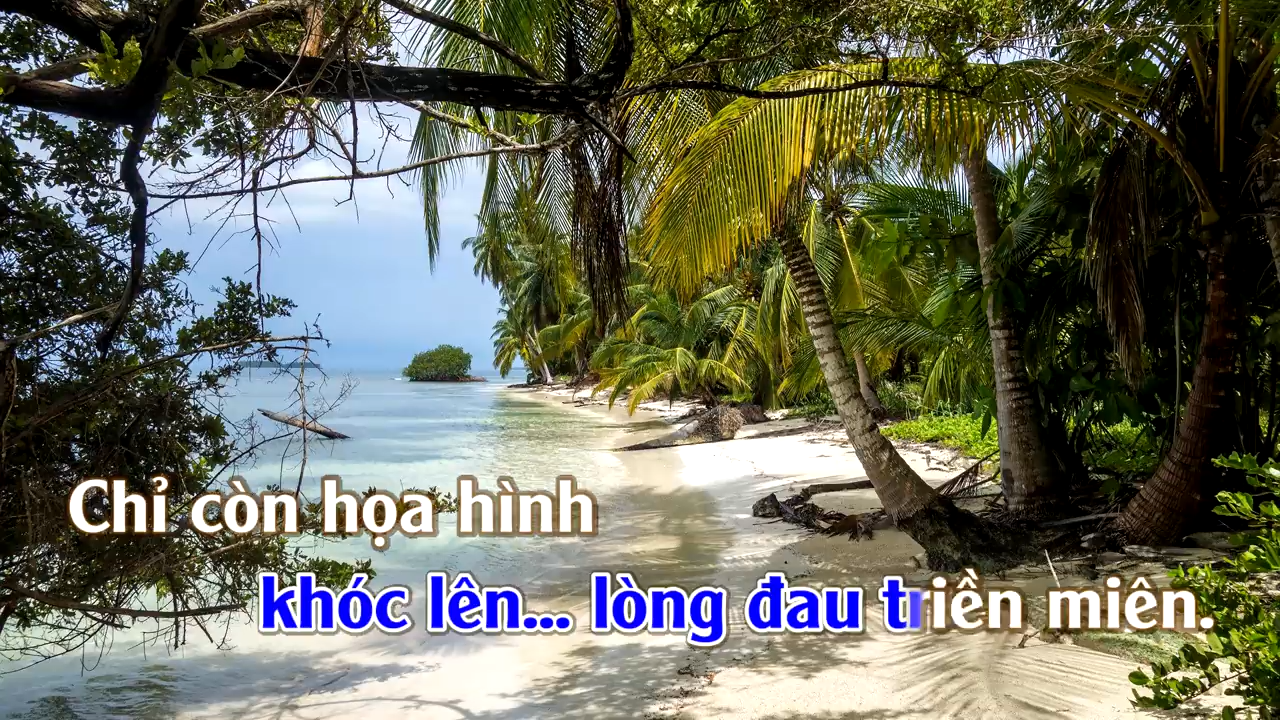 Chỉ còn họa hình
khóc lên... lòng đau triền miên.